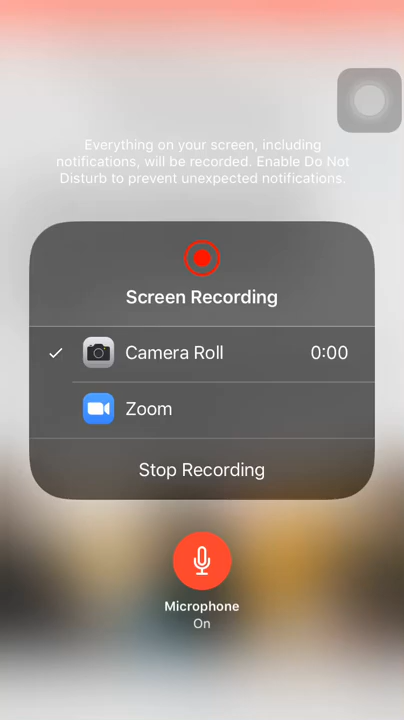 Everything on your screen, including
notifications, will be recorded. Enable Do Not
Disturb to prevent unexpected notifications.
Screen Recording
Camera Roll 0:00
Zoom
Stop Recording
Microphone
On